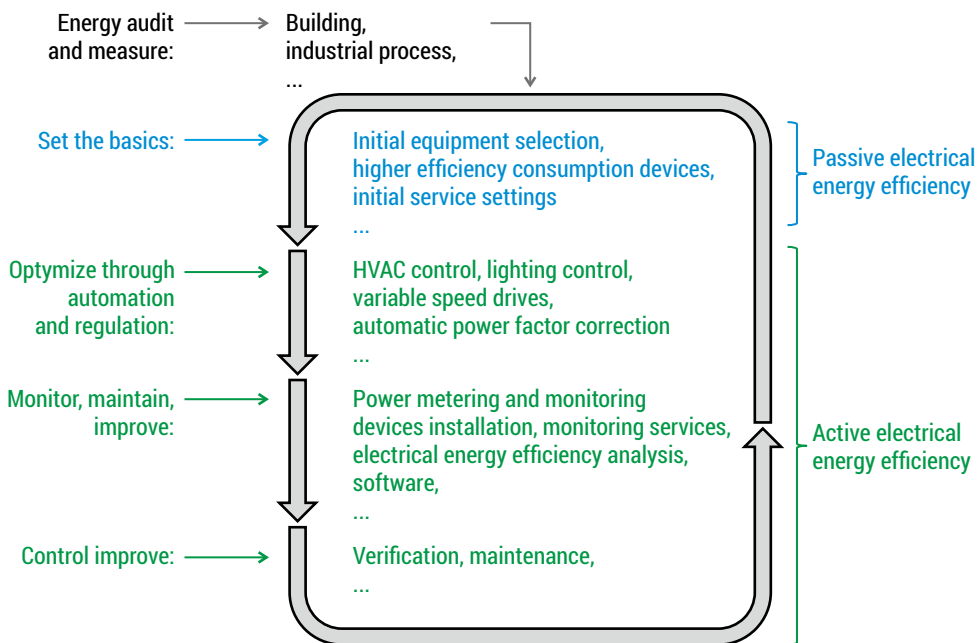 Energy audit
and measure:
Building,
industrial process,
...
Set the basics:
Initial equipment selection,
higher efficiency consumption devices,
initial service settings
...
Passive electrical
energy efficiency
Optymize through
automation
and regulation:
HVAC control, lighting control,
variable speed drives,
automatic power factor correction
...
Monitor, maintain,
improve:
Power metering and monitoring
devices installation, monitoring services,
electrical energy efficiency analysis,
software,
...
Active electrical
energy efficiency
Control improve:
Verification, maintenance,
...